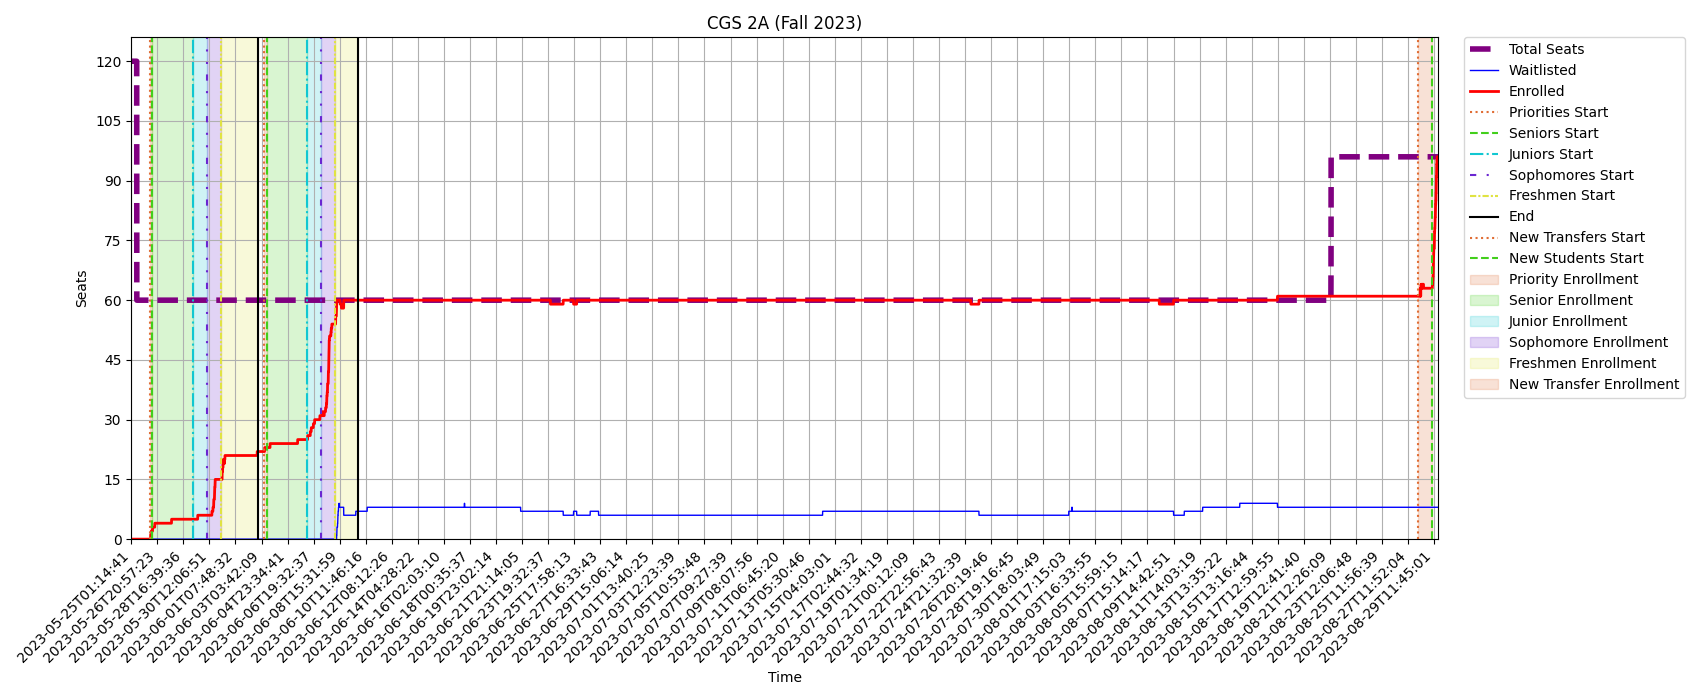 CGS 2A (Fall 2023)
Seats
120
105
90
75
60
45
30
15
0
2023-05-25T01:14:41
2023-05-26T20:57:23
2023-05-28T16:39:36
2023-05-30T12:06:51
2023-06-01T07:48:32
2023-06-03T03:42:09
2023-06-04T23:34:41
2023-06-06T19:32:37
2023-06-08T15:31:59
2023-06-10T11:46:16
2023-06-12T08:12:26
2023-06-14T04:28:22
2023-06-16T02:03:10
2023-06-18T00:35:37
2023-06-19T23:02:14
2023-06-21T21:14:05
2023-06-23T19:32:37
2023-06-25T17:58:13
2023-06-27T16:33:43
2023-06-29T15:06:14
2023-07-01T13:40:25
2023-07-03T12:23:39
2023-07-05T10:53:48
2023-07-07T09:27:39
2023-07-09T08:07:56
2023-07-11T06:45:20
2023-07-13T05:30:46
2023-07-15T04:03:01
2023-07-17T02:44:32
2023-07-19T01:34:19
2023-07-21T00:12:09
2023-07-22T22:56:43
2023-07-24T21:32:39
2023-07-26T20:19:46
2023-07-28T19:16:45
2023-07-30T18:03:49
2023-08-01T17:15:03
2023-08-03T16:33:55
2023-08-05T15:59:15
2023-08-07T15:14:17
2023-08-09T14:42:51
2023-08-11T14:03:19
2023-08-13T13:35:22
2023-08-15T13:16:44
2023-08-17T12:59:55
2023-08-19T12:41:40
2023-08-21T12:26:09
2023-08-23T12:06:48
2023-08-25T11:56:39
2023-08-27T11:52:04
2023-08-29T11:45:01
Time
Total Seats
Waitlisted
Enrolled
Priorities Start
Seniors Start
Juniors Start
Sophomores Start
Freshmen Start
End
New Transfers Start
New Students Start
Priority Enrollment
Senior Enrollment
Junior Enrollment
Sophomore Enrollment
Freshmen Enrollment
New Transfer Enrollment